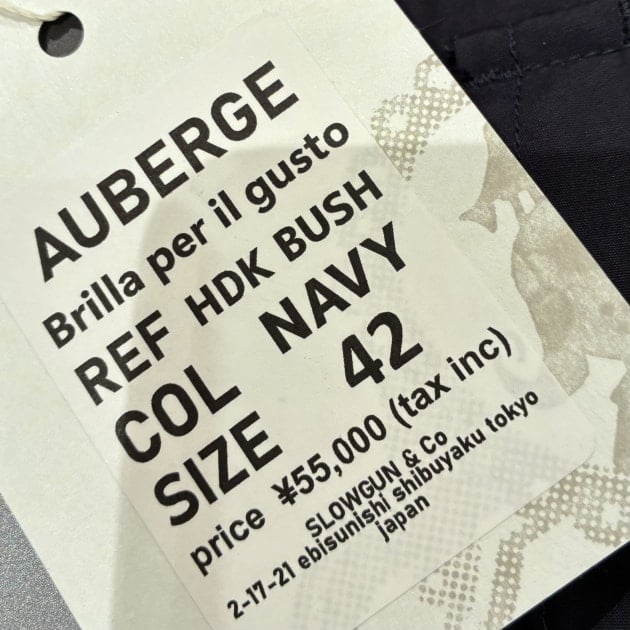 AUBERGE
Brilla per il gusto
REF HDK BUSH
COL NAVY
SIZE 42
price ¥55,000 (tax inc)
SLOWGUN & Co
2-17-21 ebisunishi shibuyaku tokyo
japan